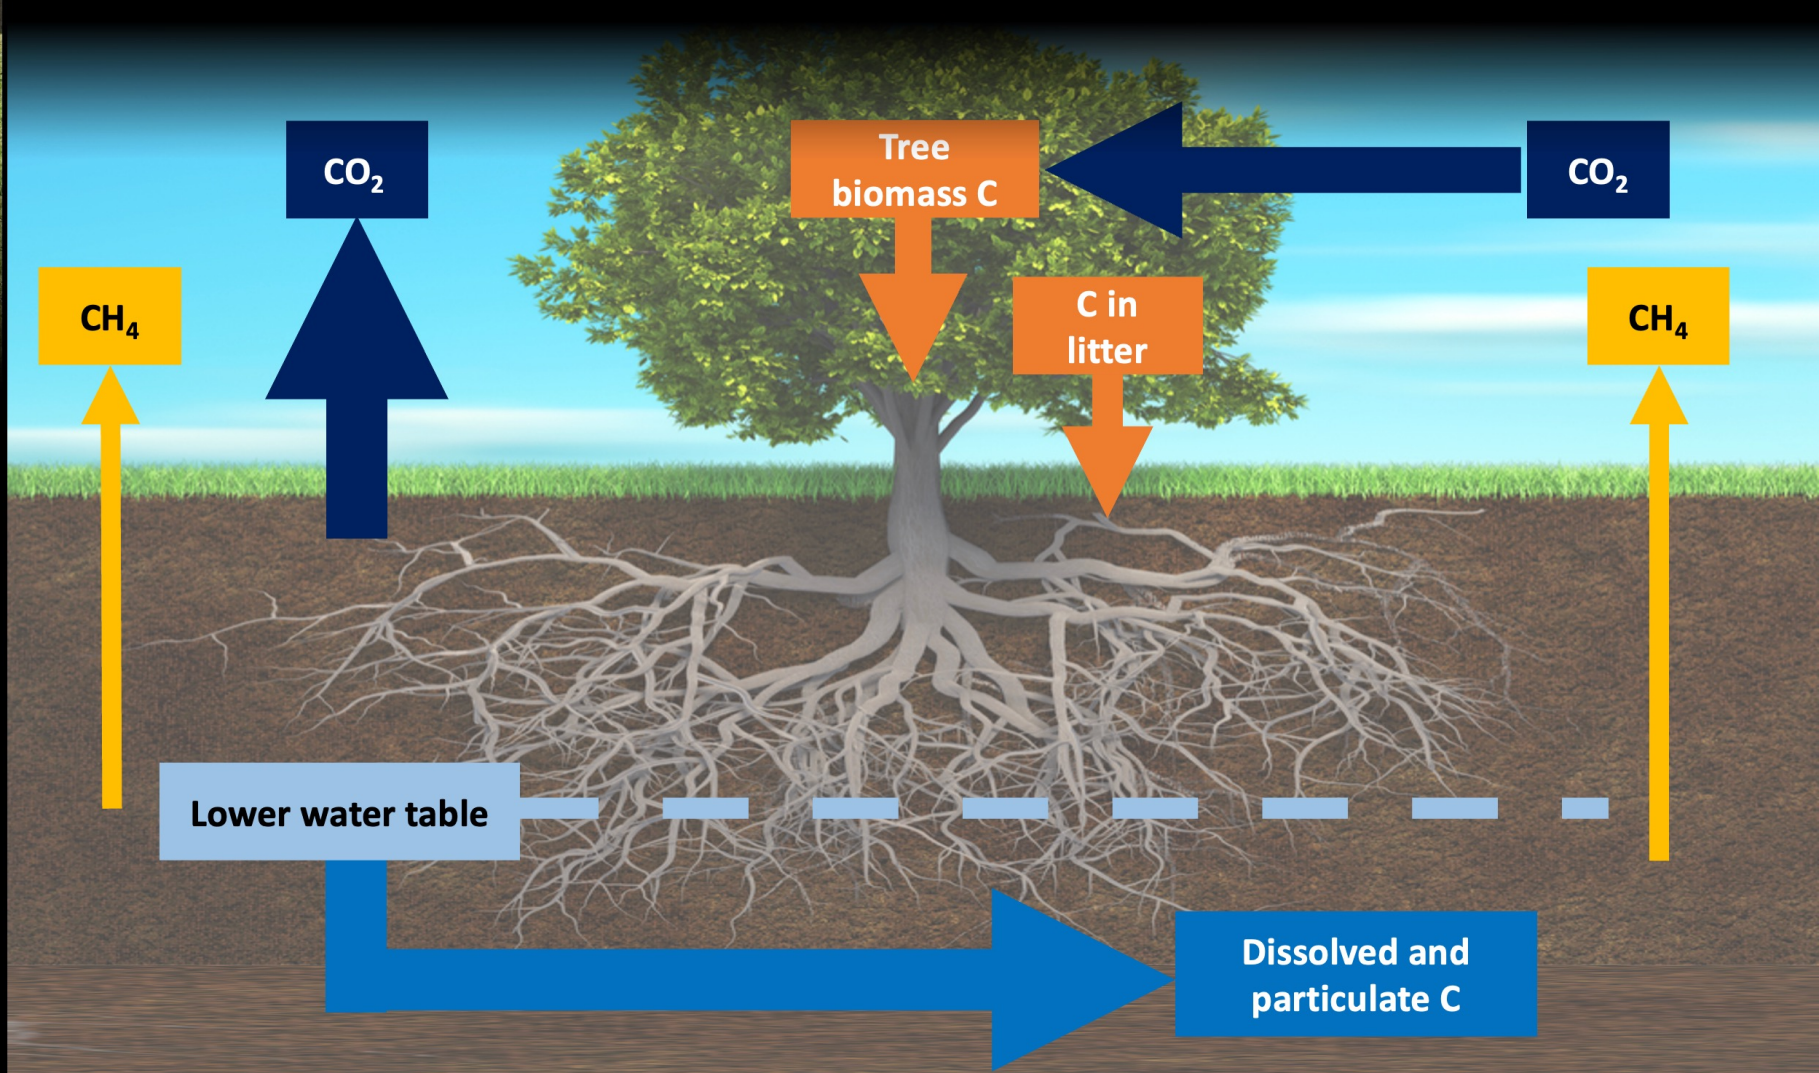 CO₂
Tree
biomass C
CO₂
CH₄
C in
litter
CH₄
Lower water table
Dissolved and
particulate C